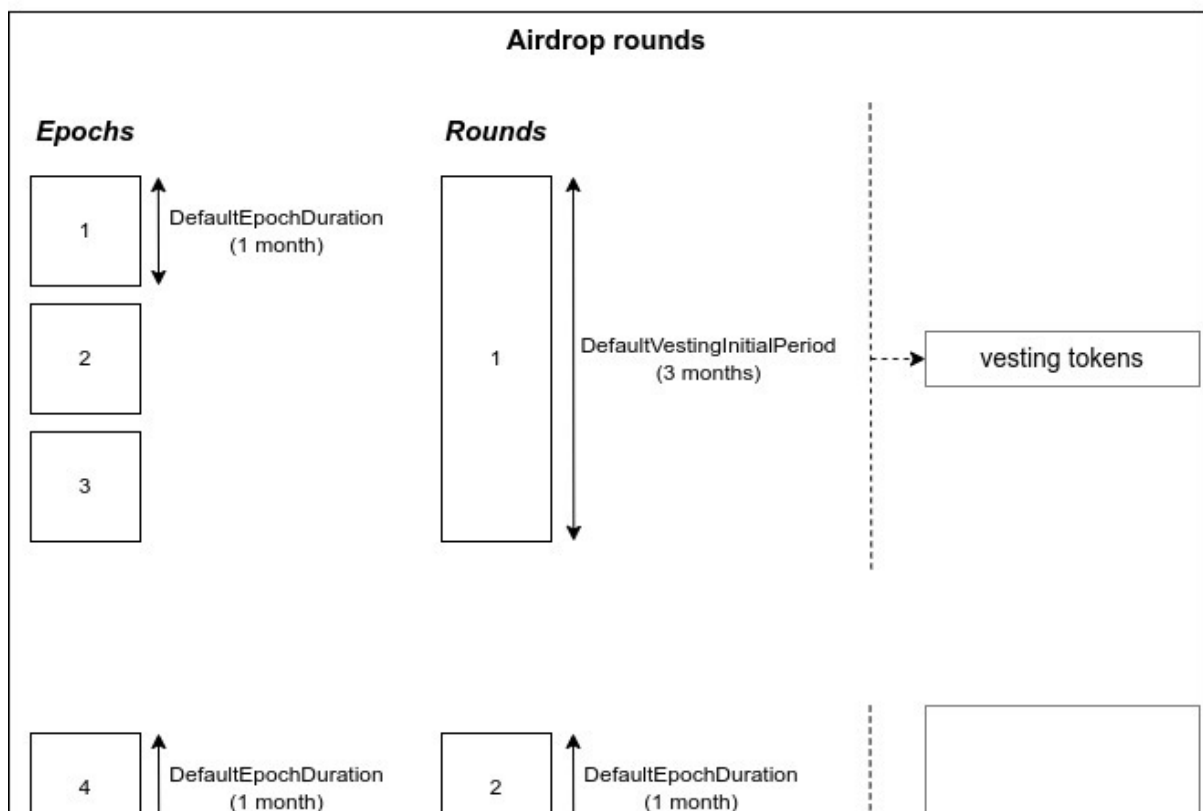 Airdrop rounds
Epochs
Rounds
1
DefaultEpochDuration
(1 month)
2
3
1
DefaultVestingInitialPeriod
(3 months)
vesting tokens
4
DefaultEpochDuration
(1 month)
2
DefaultEpochDuration
(1 month)